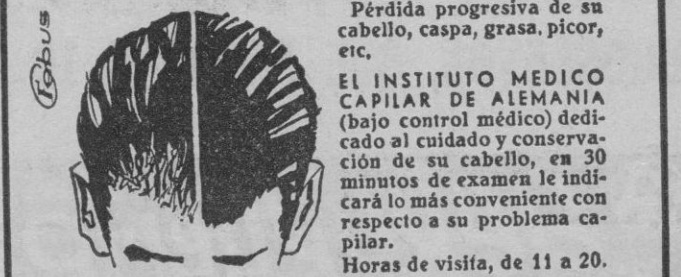 Fobus
Pérdida progresiva de su
cabello, caspa, grasa, picor,
etc,
EL INSTITUTO MEDICO
CAPILAR DE ALEMANIA
(bajo control médico) dedi-
cado al cuidado y conserva-
ción de su cabello, en 30
minutos de examen le indi-
cará lo más conveniente con
respecto a su problema ca-
pilar.
Horas de visita, de 11 a 20.